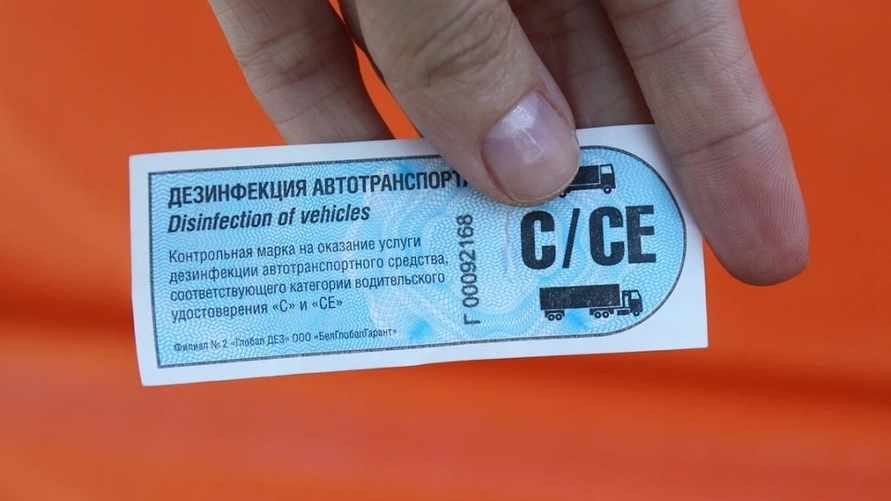 ДЕЗИНФЕКЦИЯ АВТОТРАНСПОРТА
Disinfection of vehicles
Контрольная марка на оказание услуги
дезинфекции автотранспортного средства,
соответствующего категории водительского
удостоверения «С» и «СЕ»
Филиал № 2 «Глобал ДЕЗ» ООО «БелГлобалГарант»
Г 00092168
C/CE